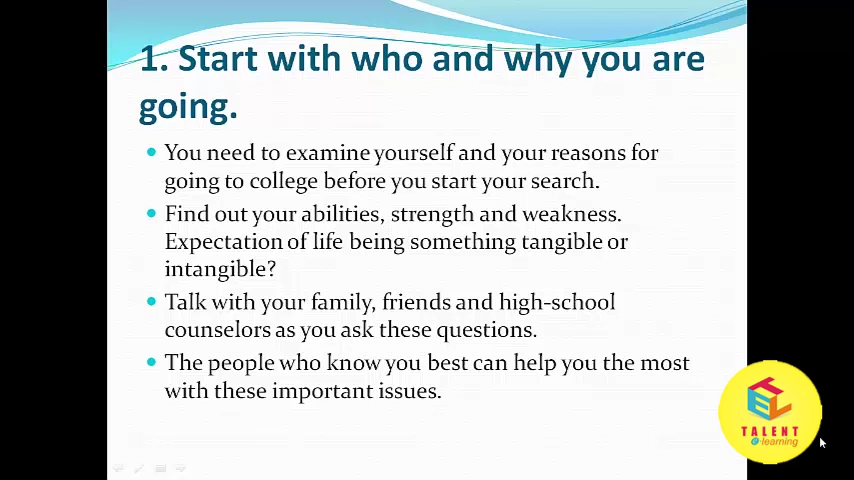 1. Start with who and why you are
going.
You need to examine yourself and your reasons for
going to college before you start your search.
Find out your abilities, strength and weakness.
Expectation of life being something tangible or
intangible?
Talk with your family, friends and high-school
counselors as you ask these questions.
The people who know you best can help you the most
with these important issues.
TEL
TALENT
e-learning